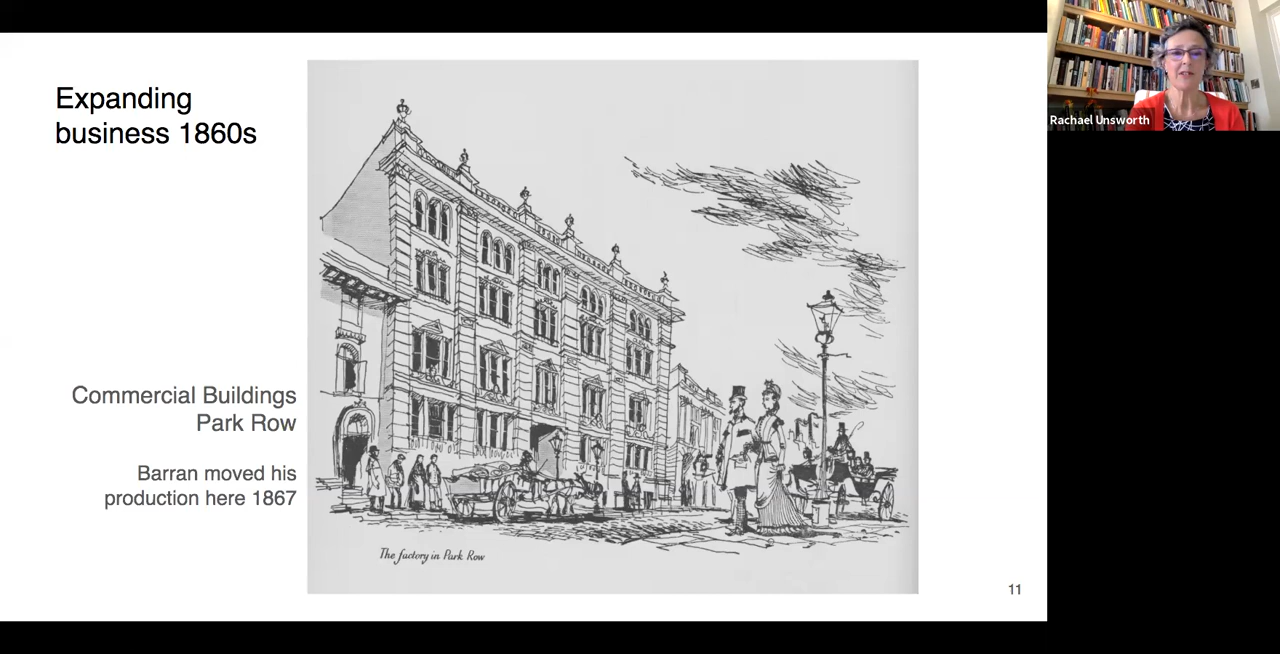 Expanding
business 1860s
Commercial Buildings
Park Row
Barran moved his
production here 1867
The factory in Park Row
11
Rachael Unsworth